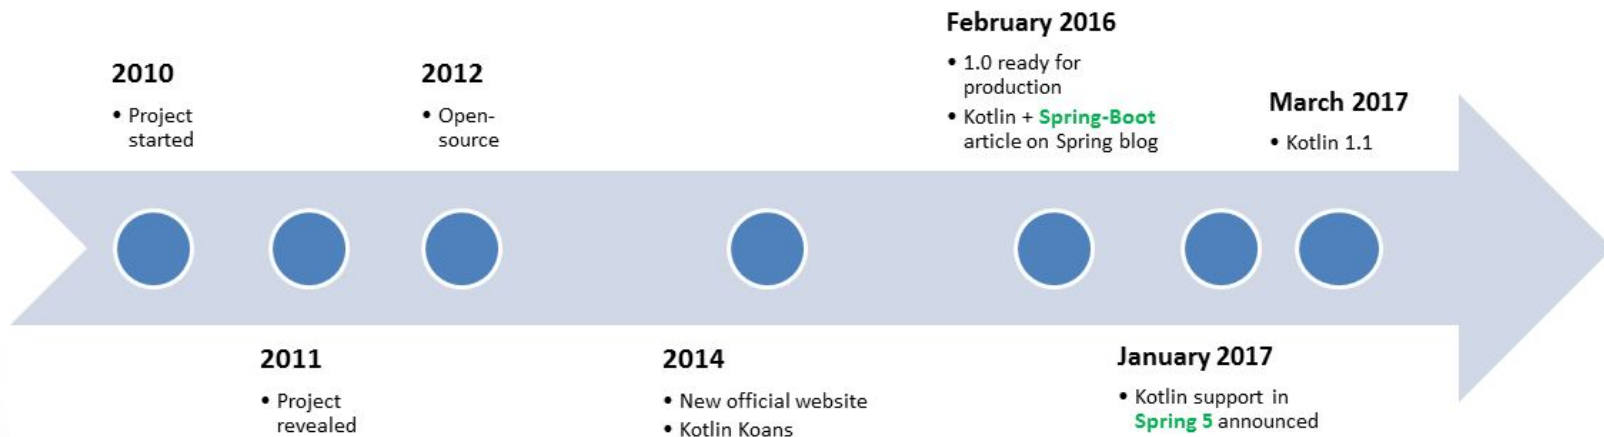 2010
• Project
started
2011
• Project
revealed
2012
• Open-
source
2014
• New official website
• Kotlin Koans
February 2016
• 1.0 ready for
production
• Kotlin + Spring-Boot
article on Spring blog
January 2017
• Kotlin support in
Spring 5 announced
March 2017
• Kotlin 1.1